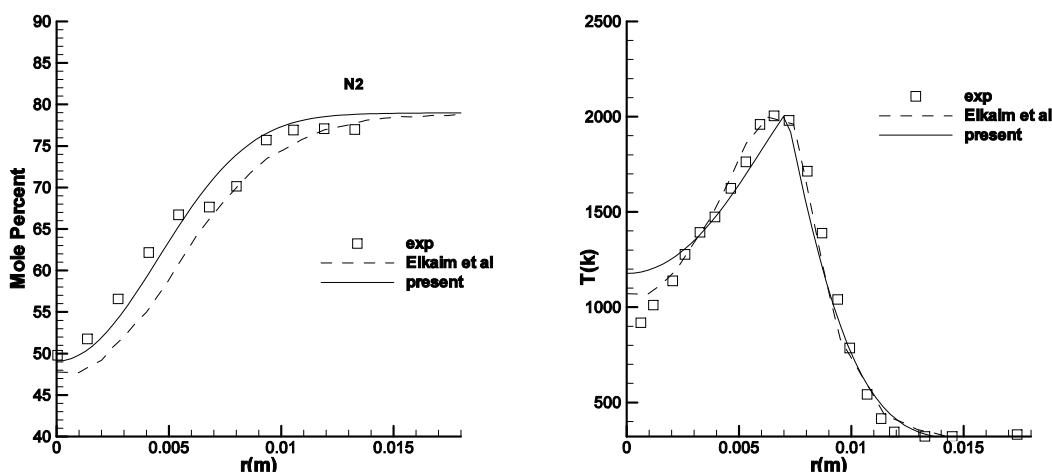 90
85
80
75
70
65
60
55
50
45
40
Mole Percent
N2
exp
Elkaim et al
present
0
0.005
0.01
0.015
r(m)
2500
2000
1500
1000
500
T(k)
exp
Elkaim et al
present
0
0.005
0.01
0.015
r(m)